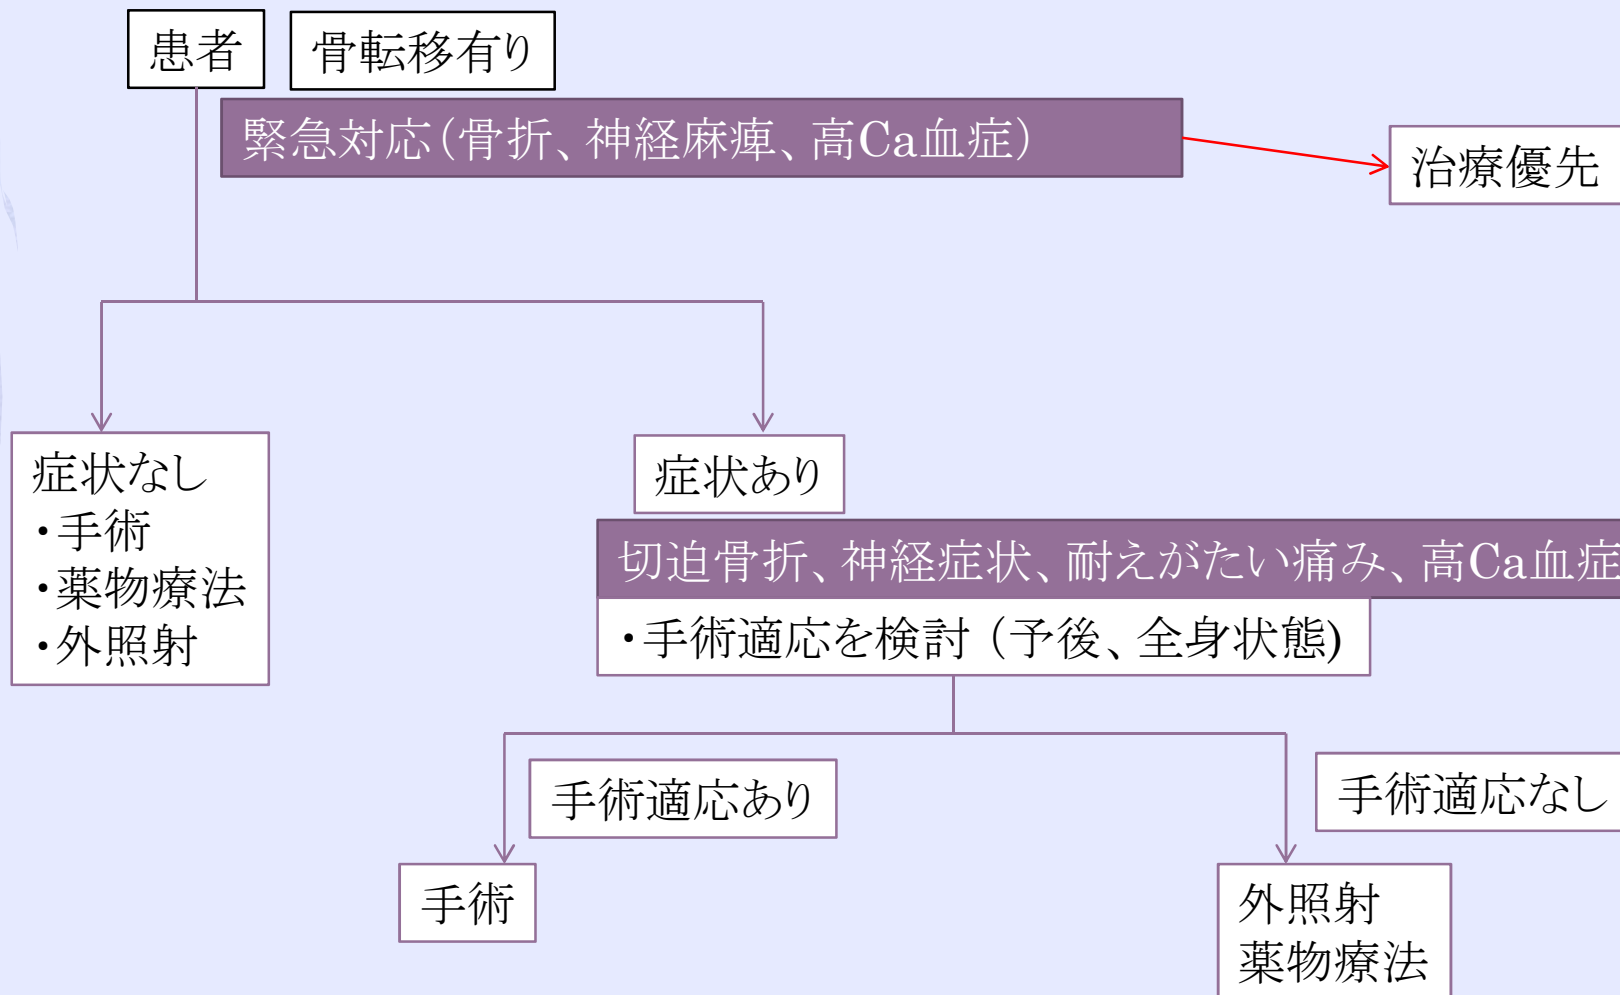 患者
骨転移有り
緊急対応（骨折、神経麻痺、高Ca血症）
治療優先
症状なし
・手術
・薬物療法
・外照射
症状あり
切迫骨折、神経症状、耐えがたい痛み、高Ca血症
・手術適応を検討（予後、全身状態)
手術適応あり
手術適応なし
手術
外照射
薬物療法